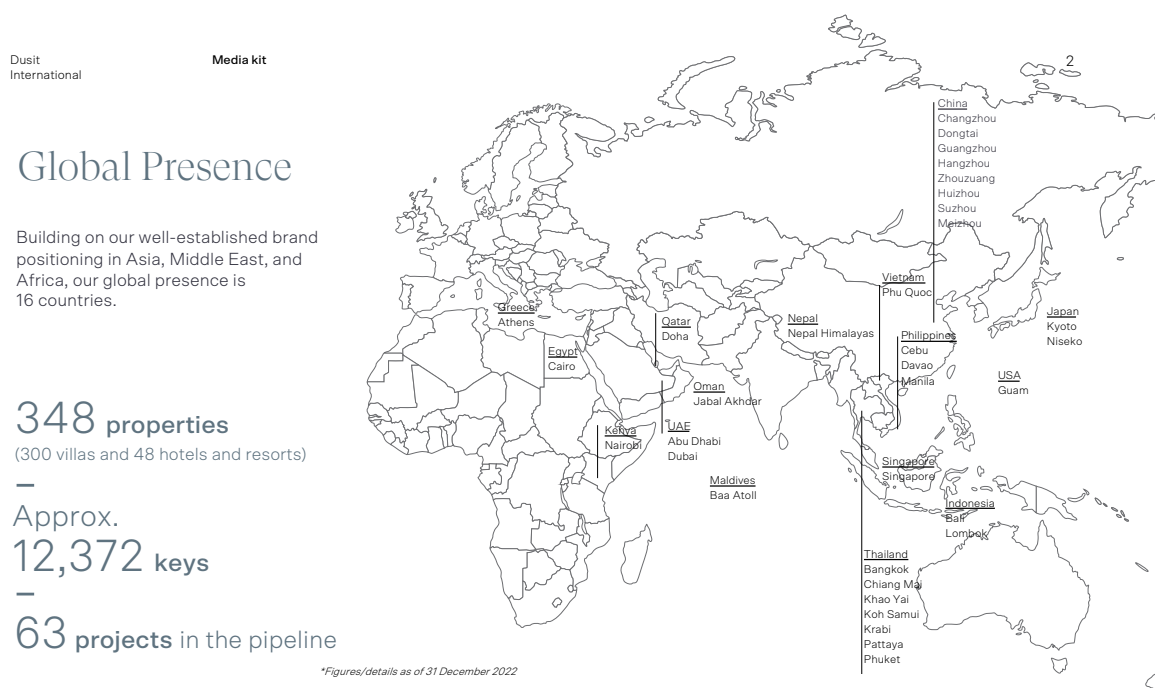 Dusit
International
Media kit
2
Global Presence
Building on our well-established brand
positioning in Asia, Middle East, and
Africa, our global presence is
16 countries.
348 properties
(300 villas and 48 hotels and resorts)
–
Approx.
12,372 keys
–
63 projects in the pipeline
*Figures/details as of 31 December 2022
China
Changzhou
Dongtai
Guangzhou
Hangzhou
Zhouzuang
Huizhou
Suzhou
Meizhou
Vietnam
Phu Quoc
Greece
Athens
Qatar
Doha
Nepal
Nepal Himalayas
Japan
Kyoto
Niseko
Philippines
Cebu
Davao
Manila
Egypt
Cairo
USA
Guam
Oman
Jabal Akhdar
Kenya
Nairobi
UAE
Abu Dhabi
Dubai
Maldives
Baa Atoll
Singapore
Singapore
Indonesia
Bali
Lombok
Thailand
Bangkok
Chiang Mai
Khao Yai
Koh Samui
Krabi
Pattaya
Phuket